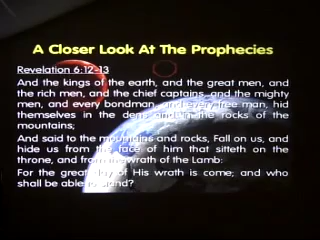 A Closer Look At The Prophecies
Revelation 6:12-13
And the kings of the earth, and the great men, and
the rich men, and the chief captains, and the mighty
men, and every bondman, and every free man, hid
themselves in the dens and in the rocks of the
mountains;
And said to the mountains and rocks, Fall on us, and
hide us from the face of him that sitteth on the
throne, and from the wrath of the Lamb:
For the great day of His wrath is come; and who
shall be able to stand?